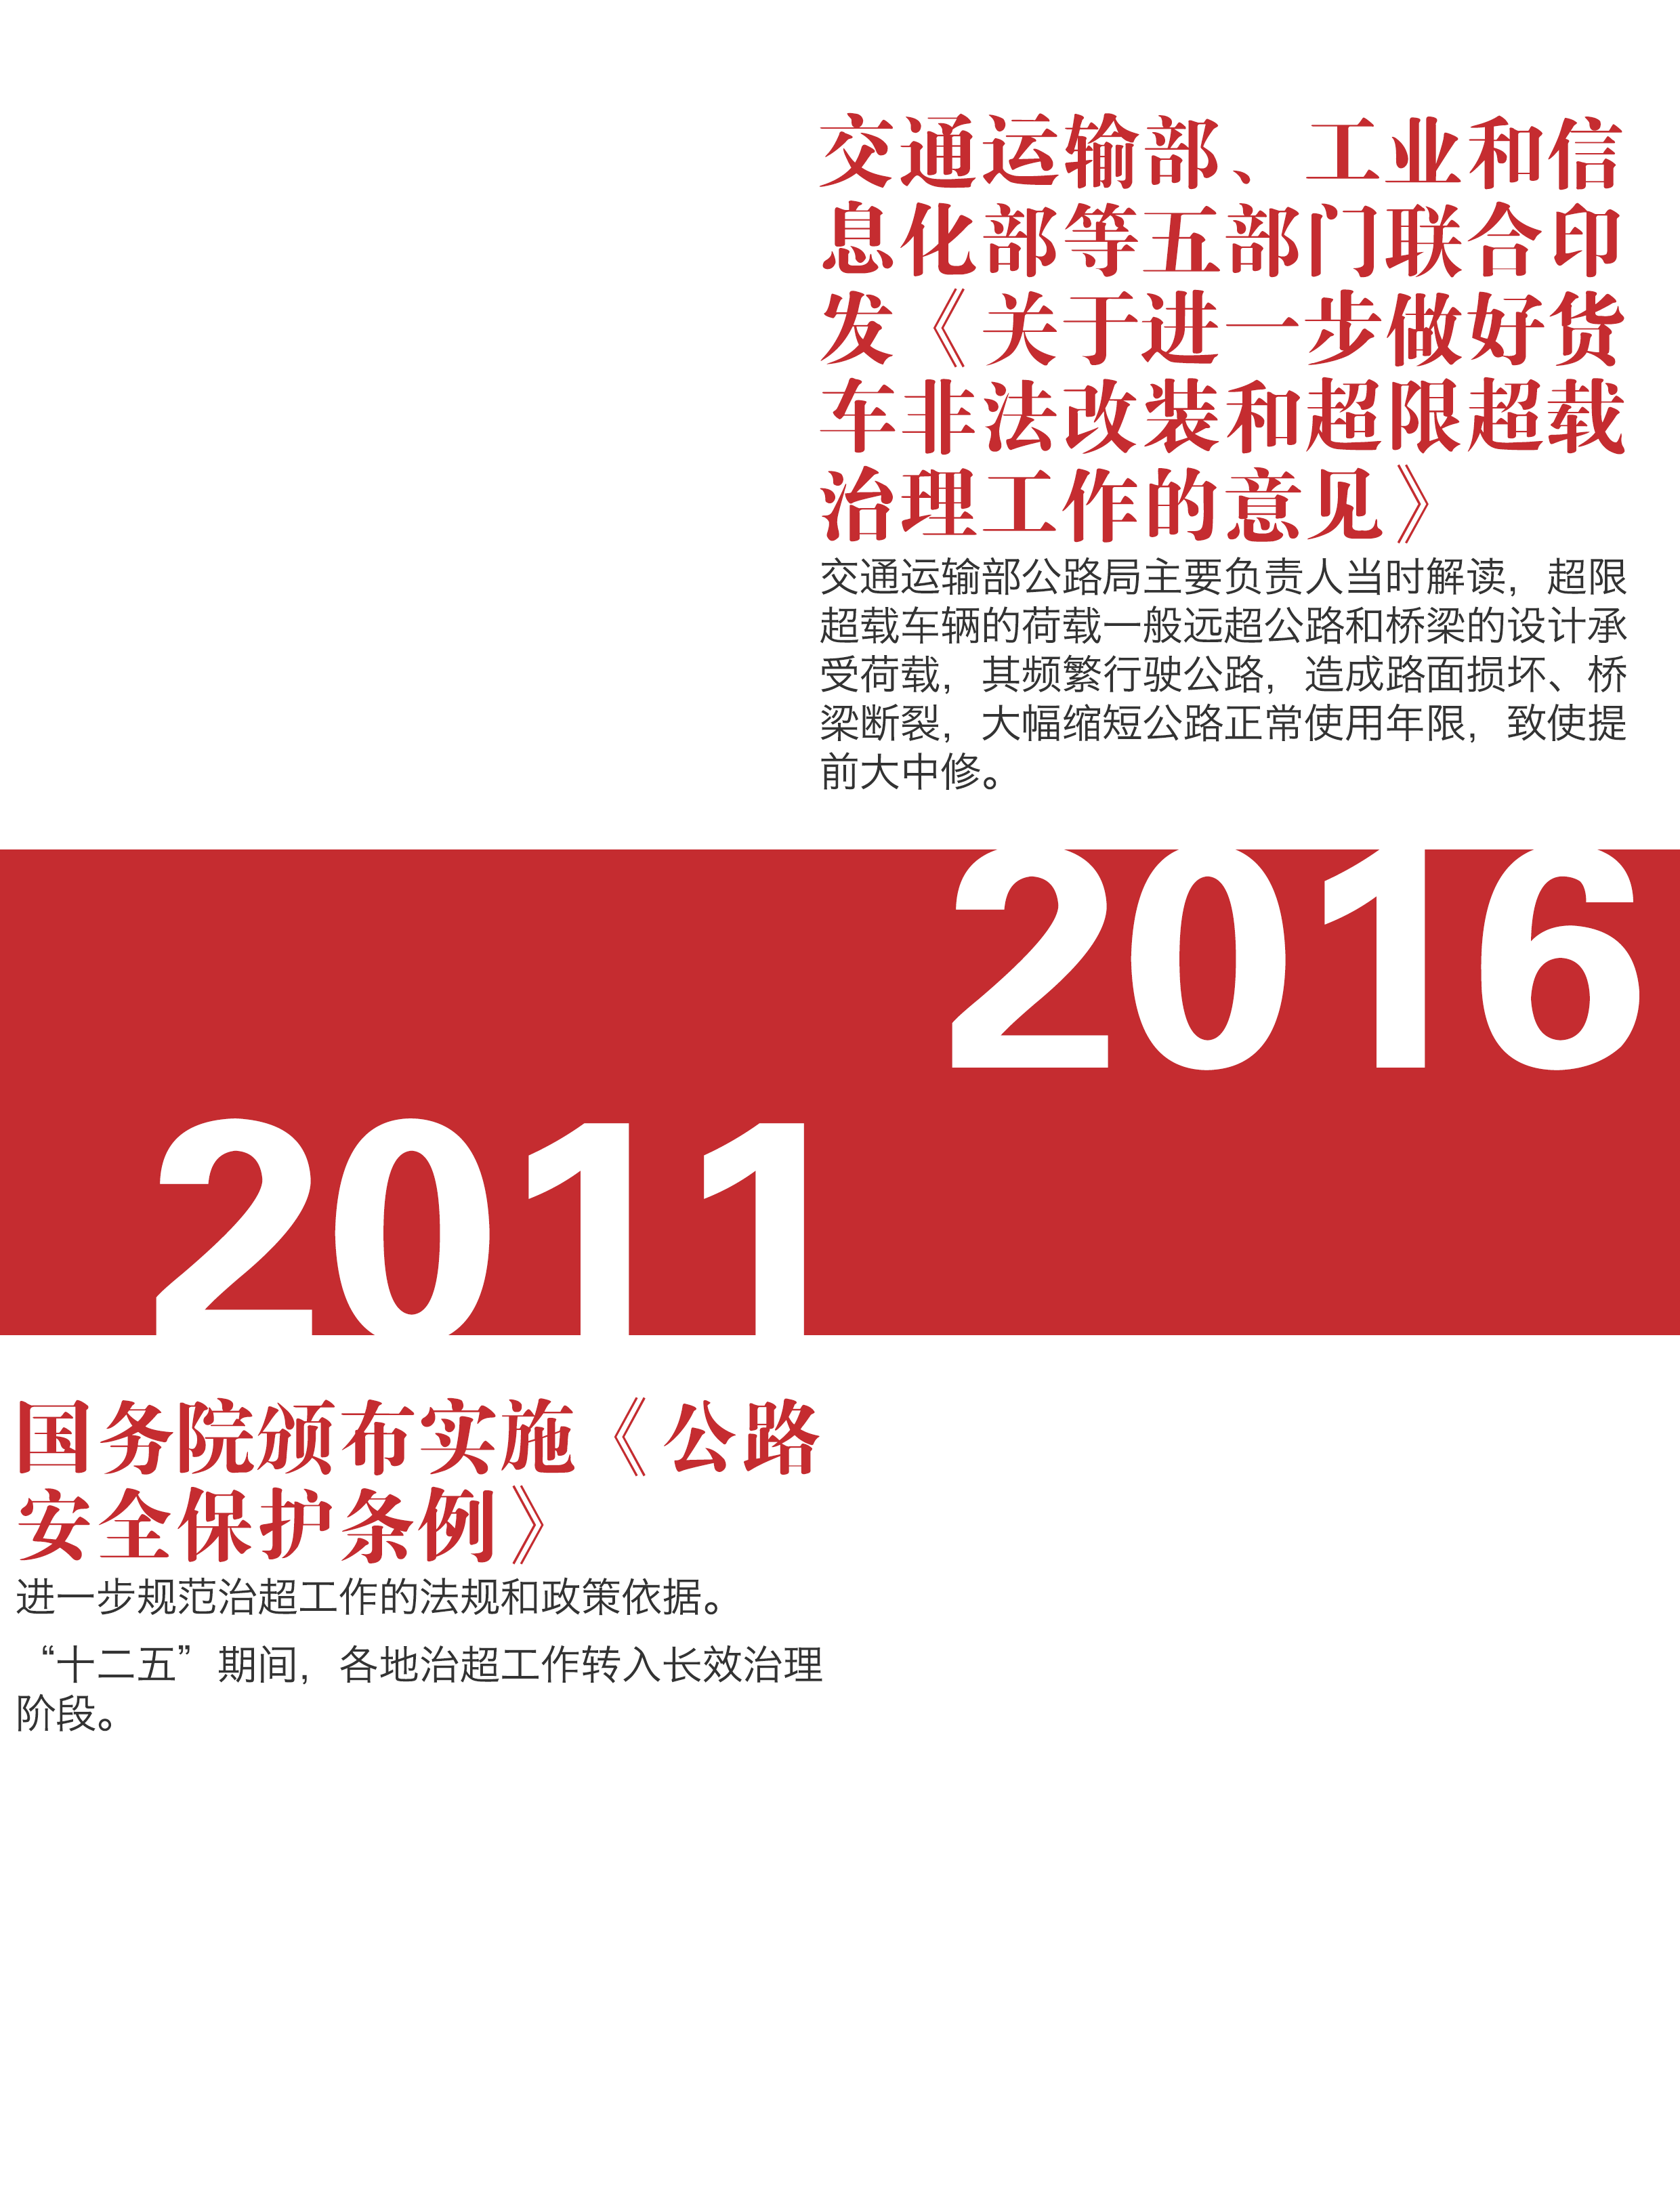 交通运输部、工业和信
息化部等五部门联合印
发《关于进一步做好货
车非法改装和超限超载
治理工作的意见》
交通运输部公路局主要负责人当时解读，超限
超载车辆的荷载一般远超公路和桥梁的设计承
受荷载，其频繁行驶公路，造成路面损坏、桥
梁断裂，大幅缩短公路正常使用年限，致使提
前大中修。
2016
2011
国务院颁布实施《公路
安全保护条例》
进一步规范治超工作的法规和政策依据。
“十二五”期间，各地治超工作转入长效治理
阶段。